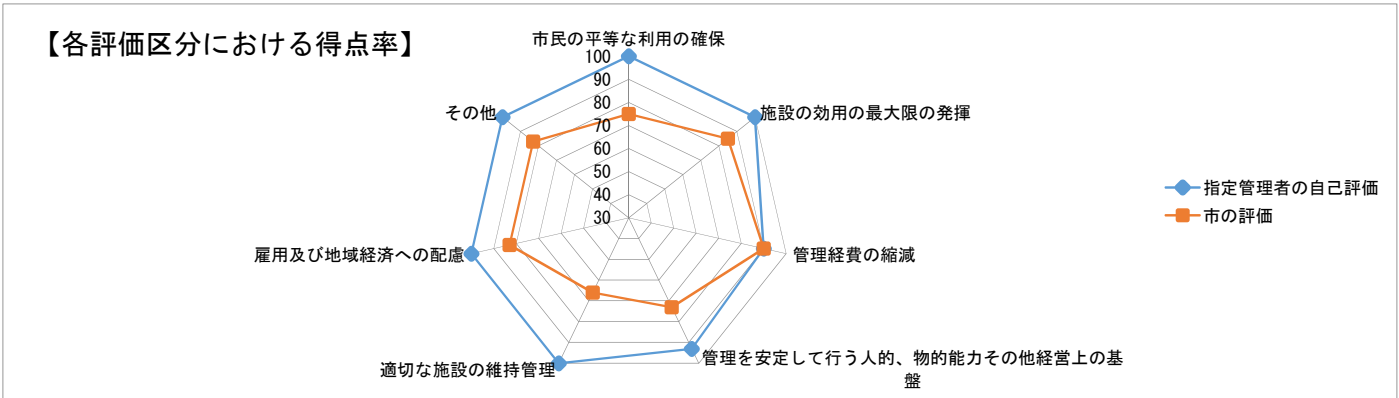 【各評価区分における得点率】
市民の平等な利用の確保
100
90
80
70
60
50
40
30
施設の効用の最大限の発揮
管理経費の縮減
管理を安定して行う人的、物的能力その他経営上の基
盤
適切な施設の維持管理
雇用及び地域経済への配慮
その他
指定管理者の自己評価
市の評価